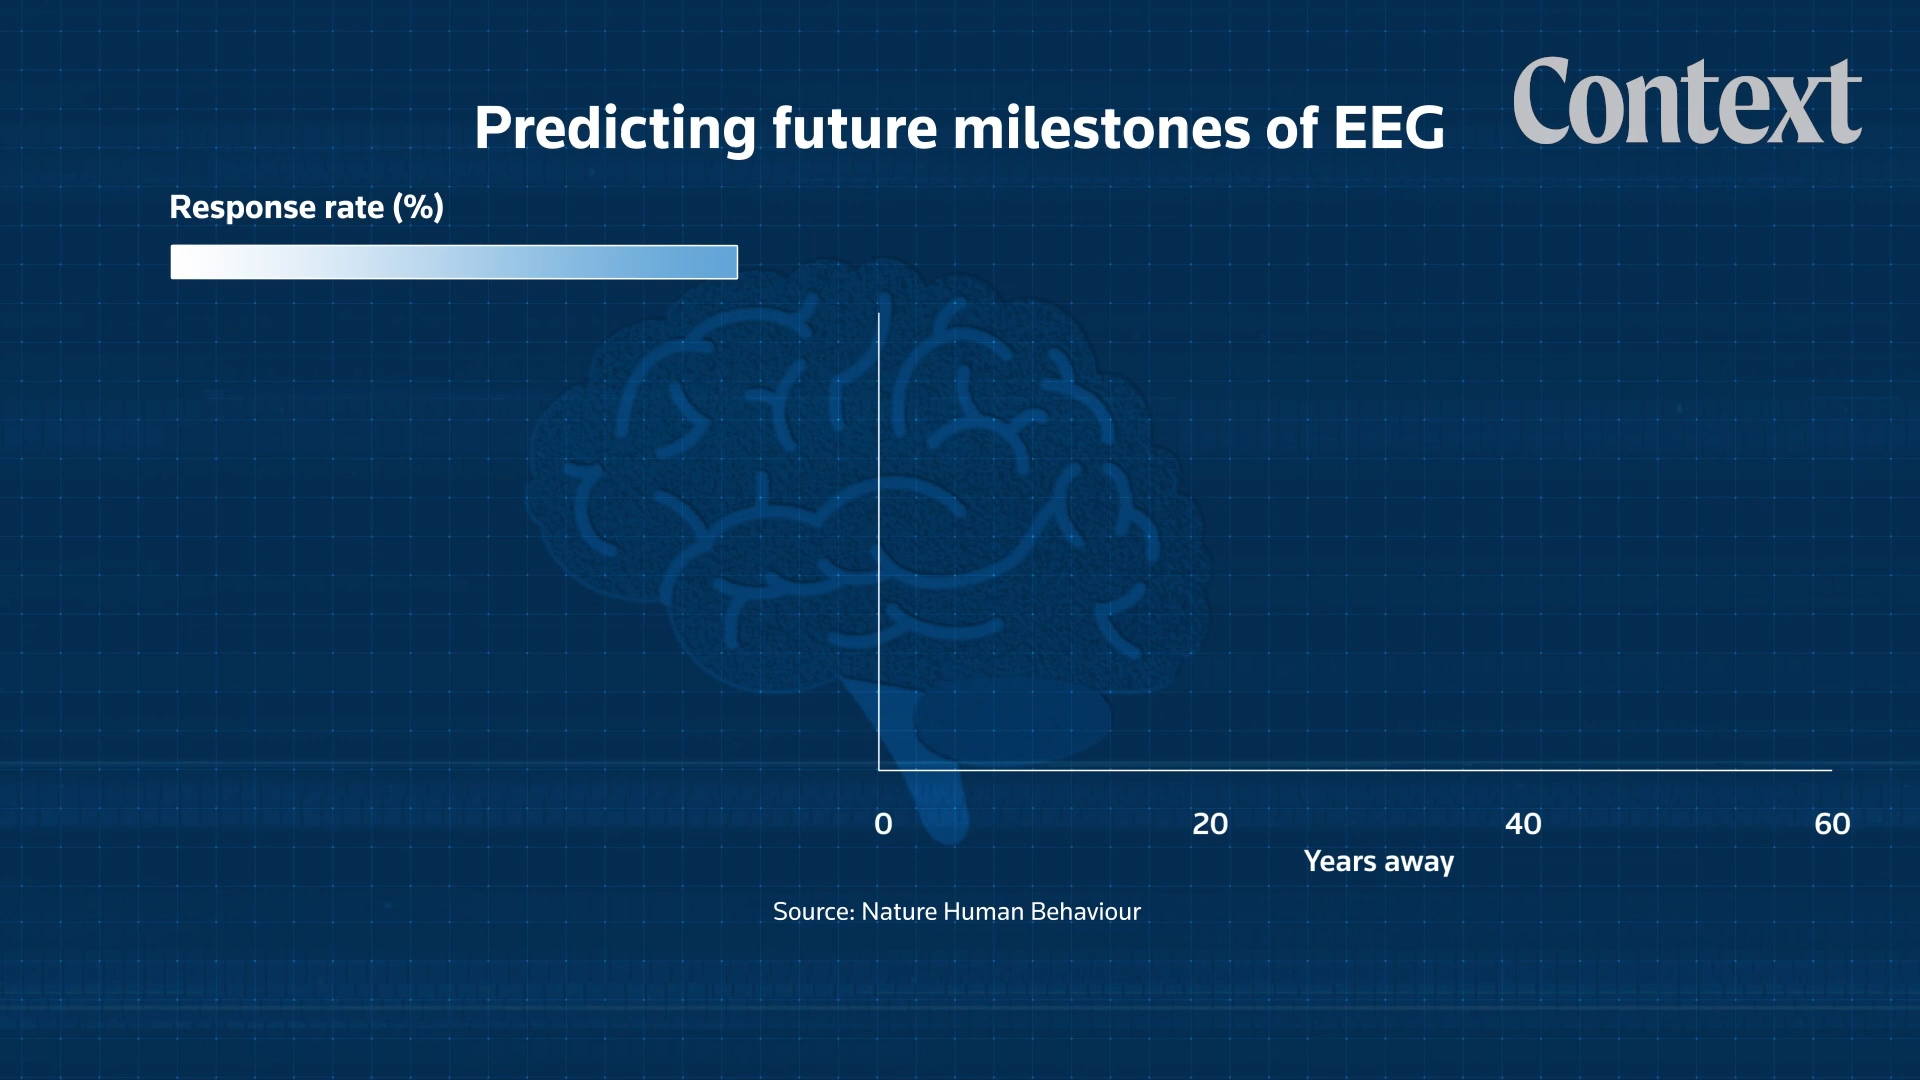 Context
Predicting future milestones of EEG
Response rate (%)
0 20 40 60
Years away
Source: Nature Human Behaviour